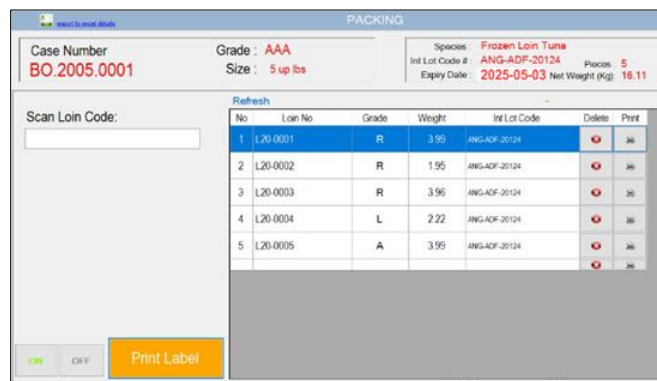 export to excel details
PACKING
Case Number
BO.2005.0001
Grade : AAA
Size : 5 up lbs
Species : Frozen Loin Tuna
Int Lot Code # : ANG-ADF-20124 Pieces 5
Expiry Date : 2025-05-03 Net Weight (Kg) 16.11
Scan Loin Code:
Refresh
No Loin No Grade Weight Int Lot Code Delete Print
1 L20-0001 R 3.99 ANG-ADF-20124
2 L20-0002 R 1.95 ANG-ADF-20124
3 L20-0003 R 3.96 ANG-ADF-20124
4 L20-0004 L 2.22 ANG-ADF-20124
5 L20-0005 A 3.99 ANG-ADF-20124
ON OFF Print Label